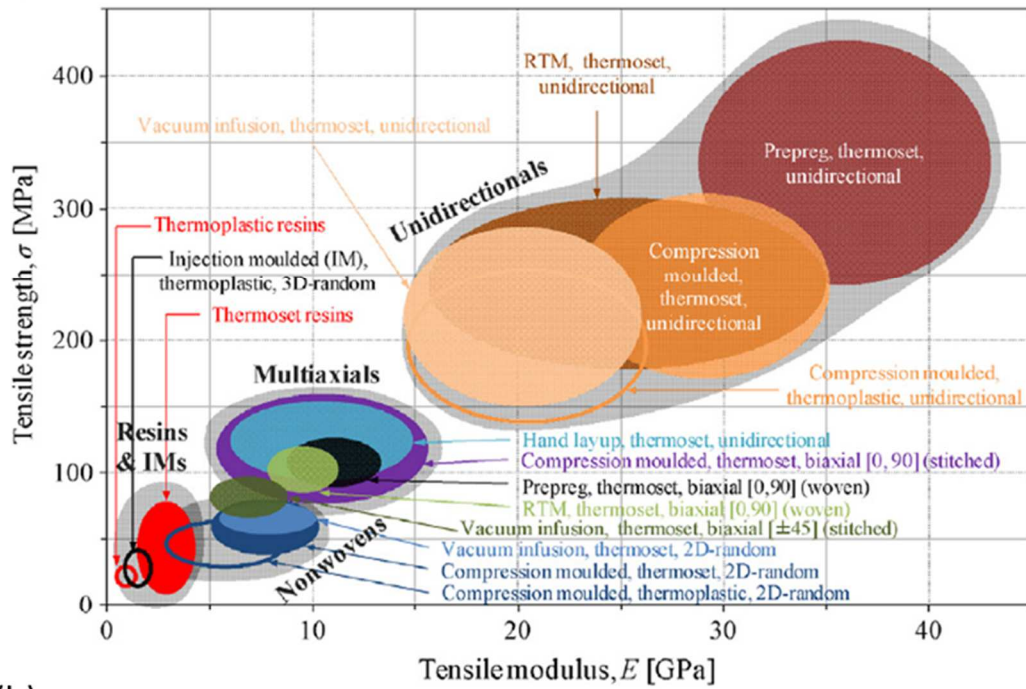 RTM, thermoset,
unidirectional
Vacuum infusion, thermoset, unidirectional
Prepreg, thermoset,
unidirectional
Unidirectionals
Thermoplastic resins
Injection moulded (IM),
thermoplastic, 3D-random
Thermoset resins
Compression
moulded,
thermoset,
unidirectional
Multiaxials
Compression moulded,
thermoplastic, unidirectional
Resins
& IMs
Hand layup, thermoset, unidirectional
Compression moulded, thermoset, biaxial [0, 90] (stitched)
Prepreg, thermoset, biaxial [0,90] (woven)
RTM, thermoset, biaxial [0,90] (woven)
Vacuum infusion, thermoset, biaxial [±45] (stitched)
Vacuum infusion, thermoset, 2D-random
Compression moulded, thermoset, 2D-random
Compression moulded, thermoplastic, 2D-random
Nonwovens
Tensile strength, σ [MPa]
400
300
200
100
0
0 10 20 30 40
Tensile modulus, E [GPa]